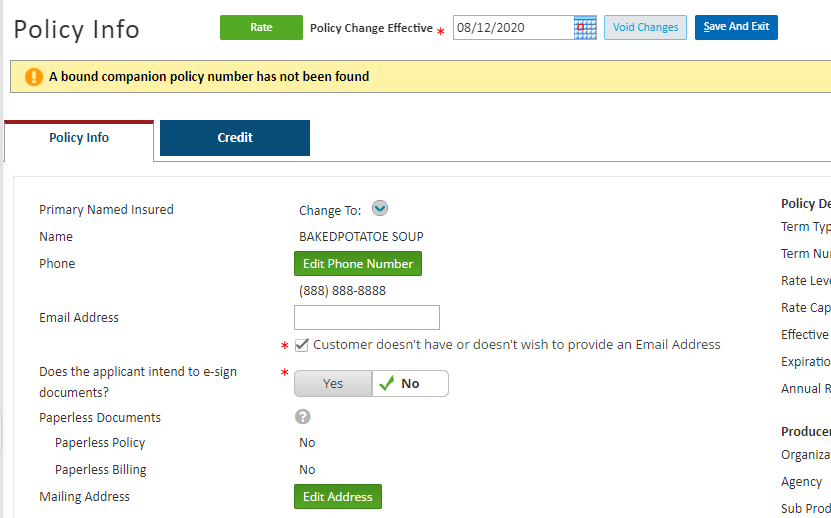 Policy Info
Rate
Policy Change Effective *
08/12/2020
Void Changes
Save And Exit
A bound companion policy number has not been found
Policy Info
Credit
Primary Named Insured
Change To:
Name
BAKEDPOTATOE SOUP
Phone
Edit Phone Number
(888) 888-8888
Email Address
* Customer doesn't have or doesn't wish to provide an Email Address
Does the applicant intend to e-sign
documents?
*
Yes
No
Paperless Documents
?
Paperless Policy
No
Paperless Billing
No
Mailing Address
Edit Address
Policy De
Term Typ
Term Nu
Rate Leve
Rate Cap
Effective
Expiratio
Annual R
Producer
Organiza
Agency
Sub Prod